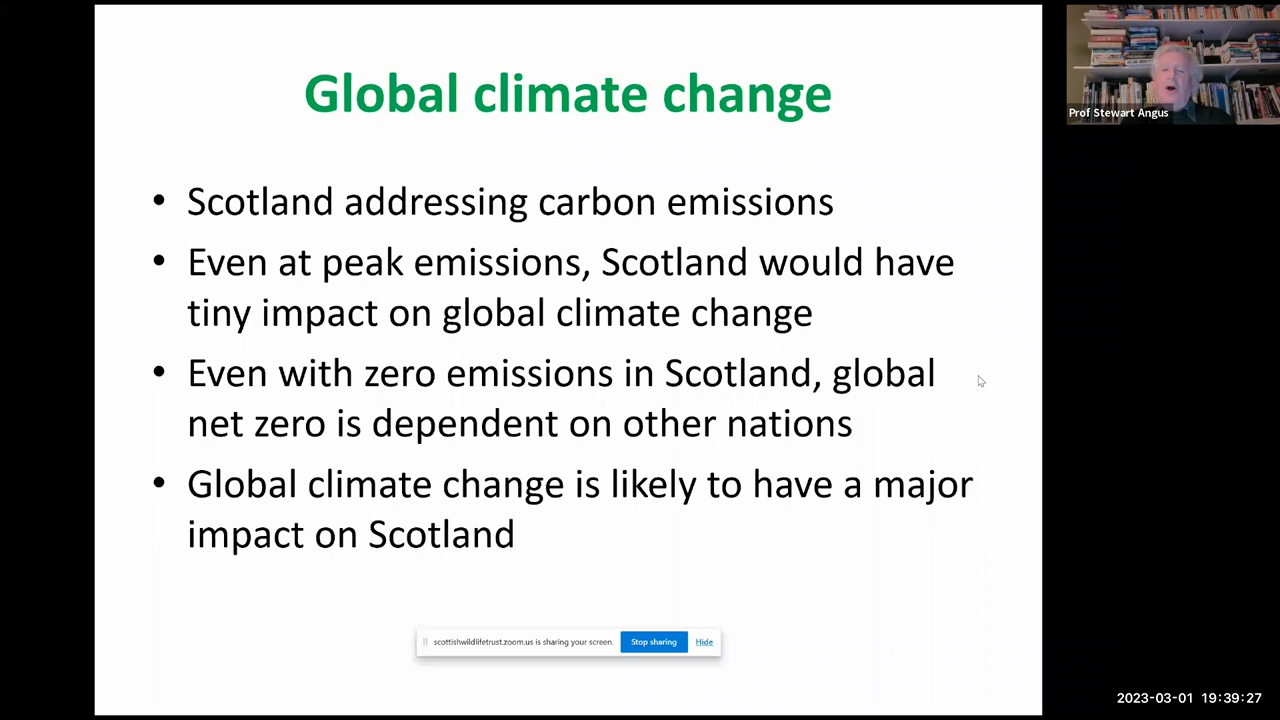 Global climate change
• Scotland addressing carbon emissions
• Even at peak emissions, Scotland would have
tiny impact on global climate change
• Even with zero emissions in Scotland, global
net zero is dependent on other nations
• Global climate change is likely to have a major
impact on Scotland
scottishwildlifetrust.zoom.us is sharing your screen. Stop sharing Hide
Prof Stewart Angus
2023-03-01 19:39:27